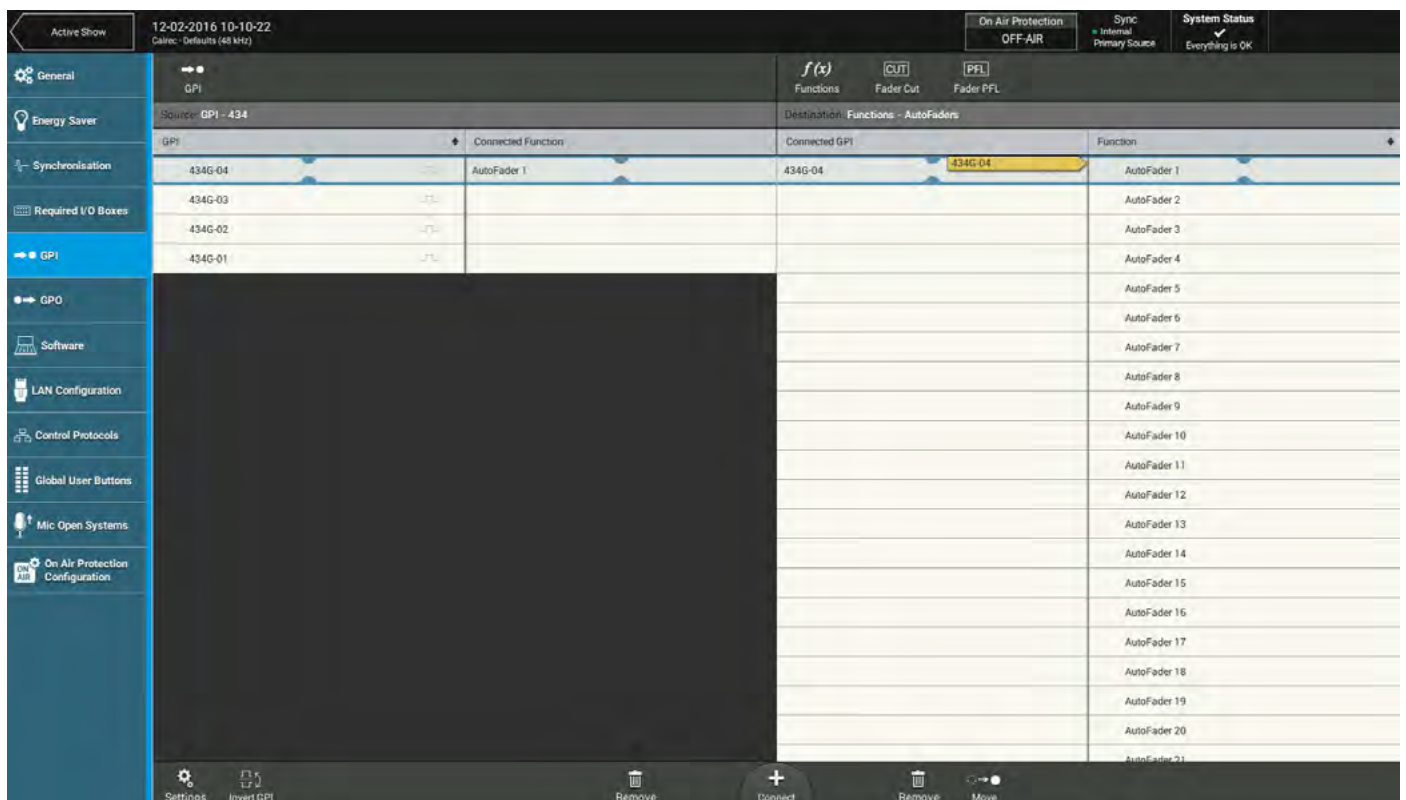 Active Show
12-02-2016 10-10-22
Calrec - Defaults (48 kHz)
On Air Protection
OFF-AIR
Sync
Internal
Primary Source
System Status
Everything is OK
General
Energy Saver
Synchronisation
Required I/O Boxes
GPI
GPO
Software
LAN Configuration
Control Protocols
Global User Buttons
Mic Open Systems
ON AIR
On Air Protection
Configuration
GPI
f(x)
Functions
CUT
Fader Cut
PFL
Fader PFL
Source: GPI - 434
Destination: Functions - AutoFaders
GPI
Connected Function
Connected GPI
Function
434G-04
AutoFader 1
434G-04
434G-04
AutoFader 1
434G-03
AutoFader 2
434G-02
AutoFader 3
434G-01
AutoFader 4
AutoFader 5
AutoFader 6
AutoFader 7
AutoFader 8
AutoFader 9
AutoFader 10
AutoFader 11
AutoFader 12
AutoFader 13
AutoFader 14
AutoFader 15
AutoFader 16
AutoFader 17
AutoFader 18
AutoFader 19
AutoFader 20
AutoFader 21
Settings
Invert GPI
Remove
Connect
Remove
Move